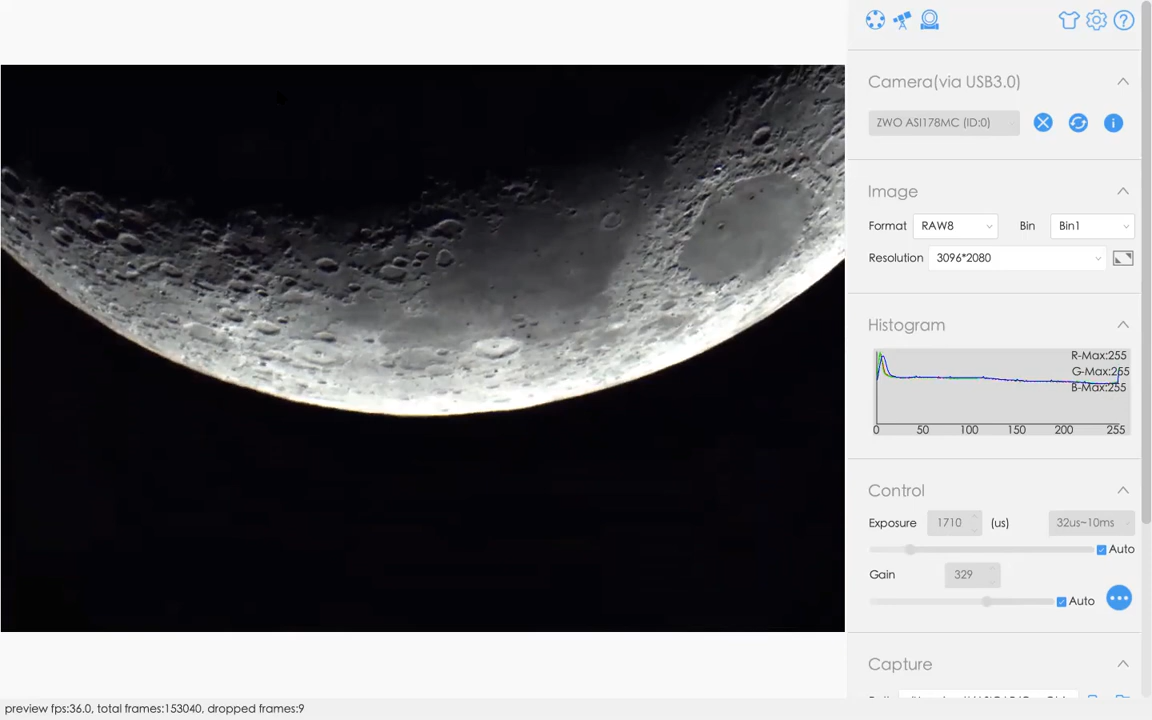 Camera(via USB3.0)
ZWO ASI178MC (ID:0)
Image
Format RAW8 Bin Bin1
Resolution 3096*2080
Histogram
R-Max:255
G-Max:255
B-Max:255
0 50 100 150 200 255
Control
Exposure 1710 (us) 32us~10ms
Auto
Gain 329
Auto
Capture
preview fps:36.0, total frames:153040, dropped frames:9